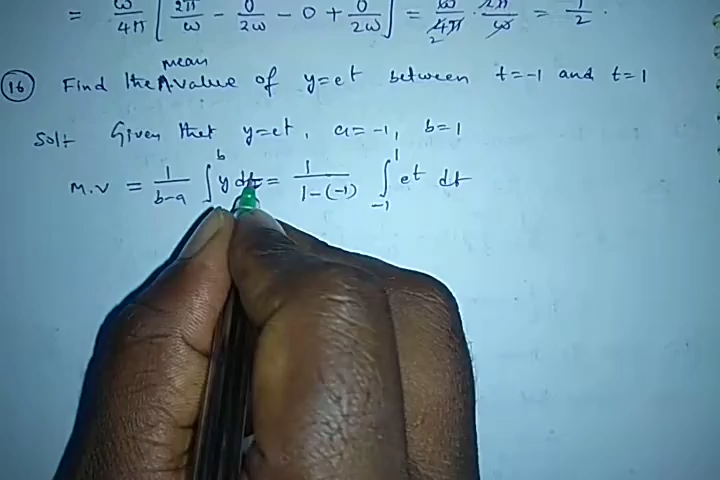 = ω/4π [ 2π/ω - 0/2ω - 0 + 0/2ω ] = ω/4π · 2π/ω = 1/2 .
(16) Find the mean value of y=e^t between t=-1 and t=1
Sol: Given that y=e^t, a=-1, b=1
M.V = 1/(b-a) ∫^b y dt = 1/(1-(-1)) ∫_{-1}^{1} e^t dt